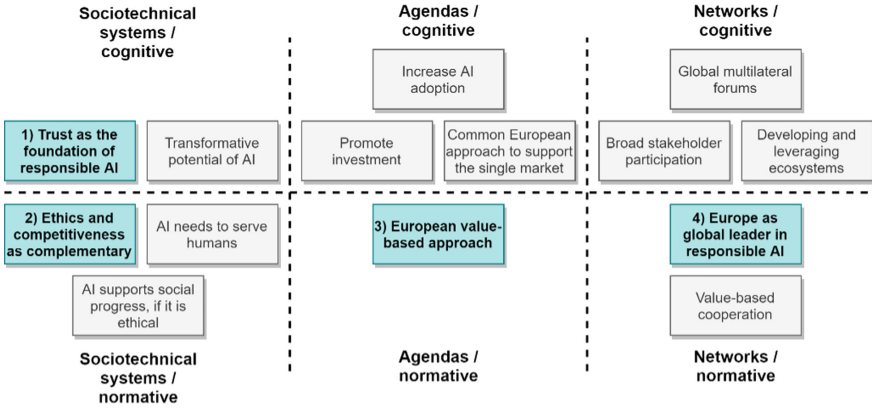 Sociotechnical
systems /
cognitive
Agendas /
cognitive
Networks /
cognitive
Increase AI
adoption
Global multilateral
forums
1) Trust as the
foundation of
responsible AI
Transformative
potential of AI
Promote
investment
Common European
approach to support
the single market
Broad stakeholder
participation
Developing and
leveraging
ecosystems
2) Ethics and
competitiveness
as complementary
AI needs to serve
humans
3) European value-
based approach
4) Europe as
global leader in
responsible AI
AI supports social
progress, if it is
ethical
Value-based
cooperation
Sociotechnical
systems /
normative
Agendas /
normative
Networks /
normative